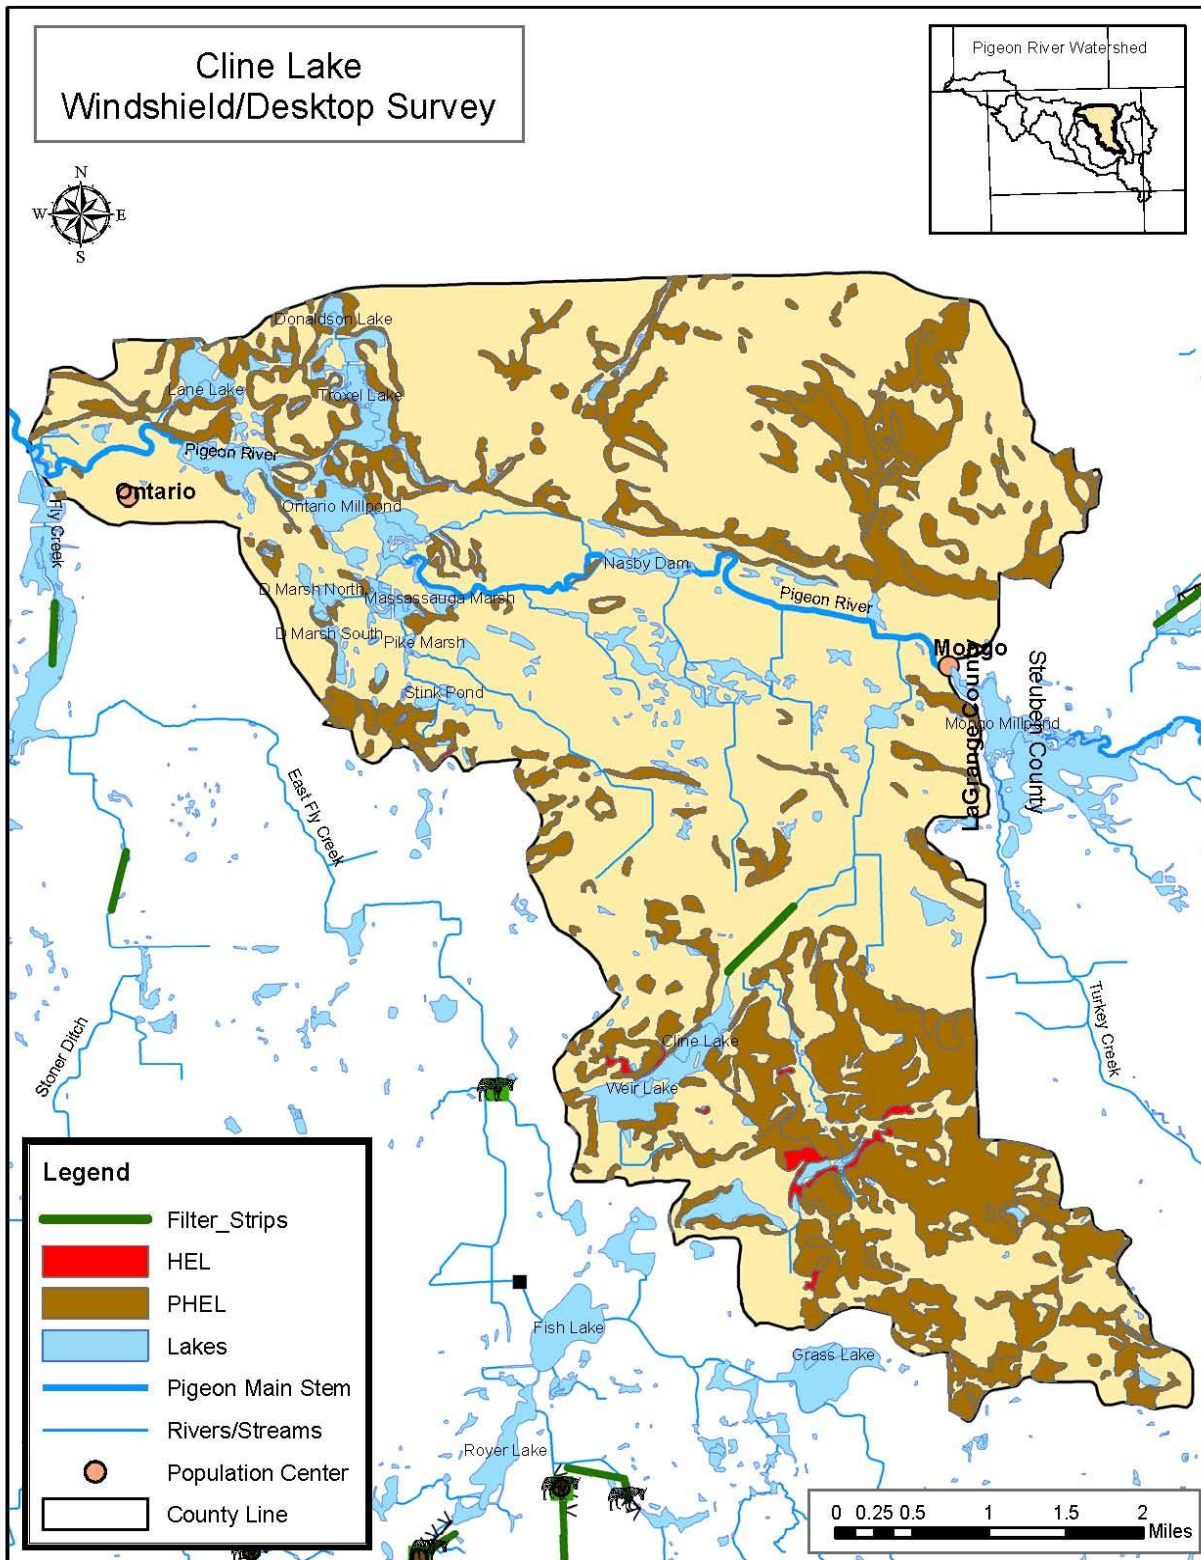 Cline Lake
Windshield/Desktop Survey
Pigeon River Watershed
N
W
E
S
Donaldson Lake
Lane Lake
Troxel Lake
Pigeon River
Ontario
Ontario Millpond
Fly Creek
Nasby Dam
D Marsh North
Massassauga Marsh
Pigeon River
D Marsh South
Pike Marsh
Mongo
Stink Pond
Mongo Millpond
LaGrange County
Steuben County
East Fly Creek
Turkey Creek
Stoner Ditch
Cline Lake
Weir Lake
Fish Lake
Grass Lake
Royer Lake
Legend
Filter_Strips
HEL
PHEL
Lakes
Pigeon Main Stem
Rivers/Streams
Population Center
County Line
0 0.25 0.5 1 1.5 2
Miles